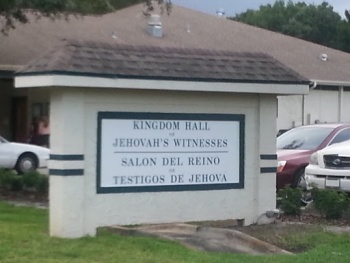 KINGDOM HALL
OF
JEHOVAH'S WITNESSES
SALON DEL REINO
DE
TESTIGOS DE JEHOVA